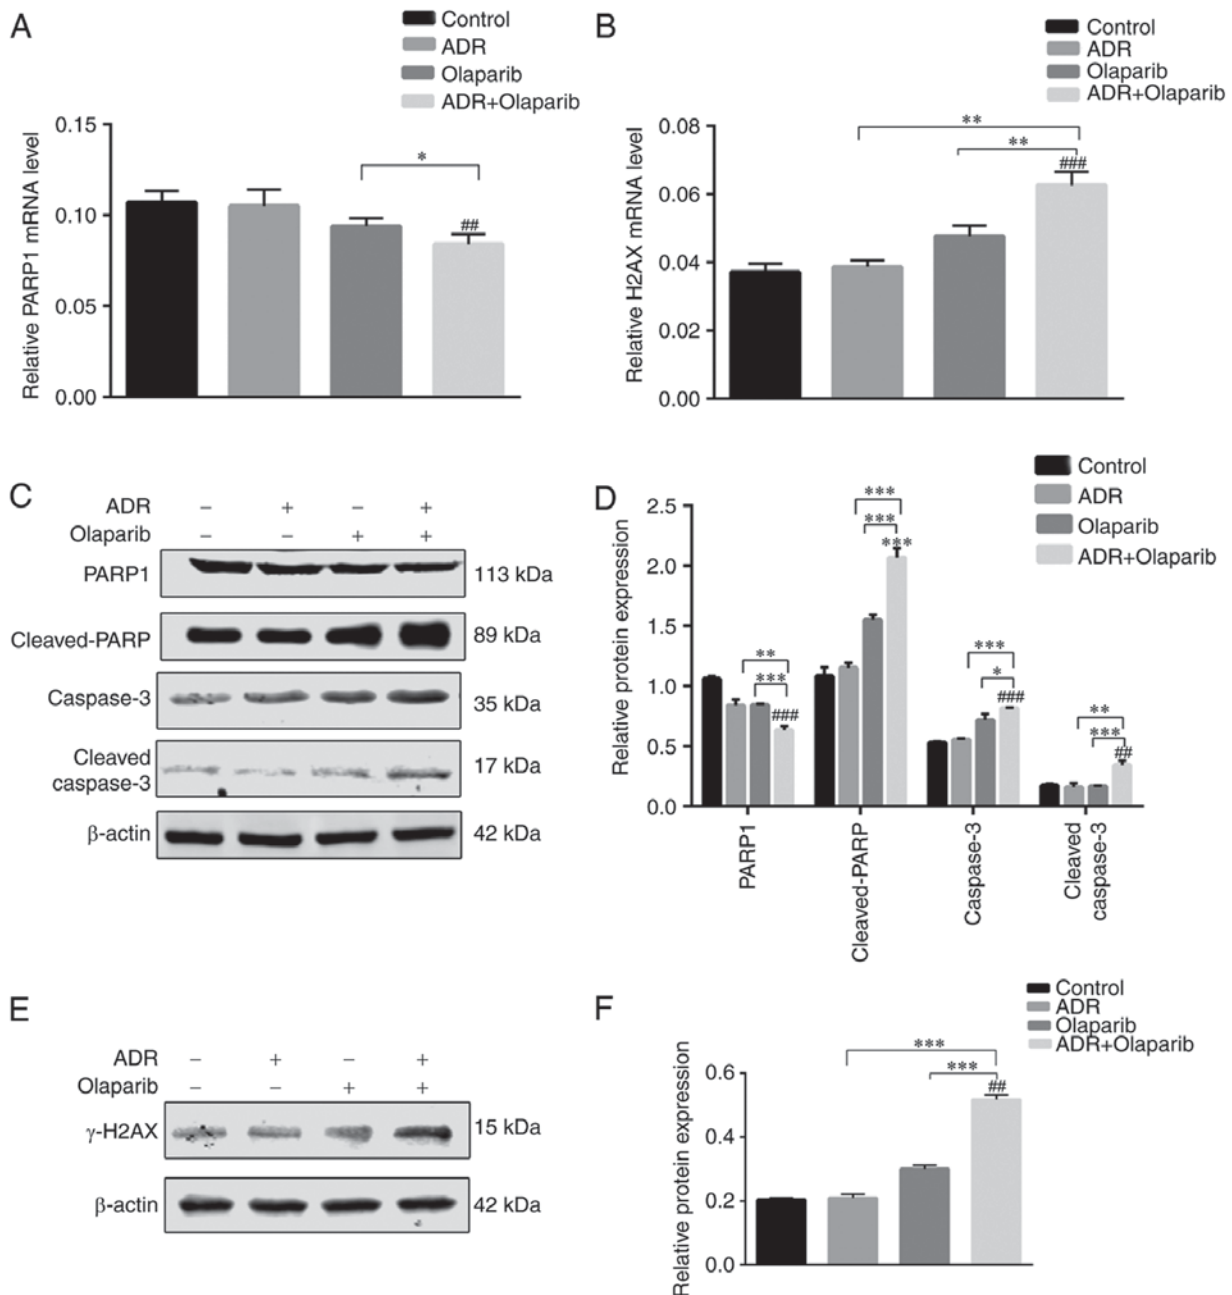 A
Control
ADR
Olaparib
ADR+Olaparib
Relative PARP1 mRNA level
0.15
0.10
0.05
0.00
*
##
B
Control
ADR
Olaparib
ADR+Olaparib
Relative H2AX mRNA level
0.08
0.06
0.04
0.02
0.00
**
**
###
C
ADR − + − +
Olaparib − − + +
PARP1 113 kDa
Cleaved-PARP 89 kDa
Caspase-3 35 kDa
Cleaved
caspase-3 17 kDa
β-actin 42 kDa
D
Control
ADR
Olaparib
ADR+Olaparib
Relative protein expression
2.5
2.0
1.5
1.0
0.5
0.0
**
***
###
***
***
***
***
*
###
**
***
##
PARP1
Cleaved-PARP
Caspase-3
Cleaved
caspase-3
E
ADR − + − +
Olaparib − − + +
γ-H2AX 15 kDa
β-actin 42 kDa
F
Control
ADR
Olaparib
ADR+Olaparib
Relative protein expression
0.6
0.4
0.2
0.0
***
***
##